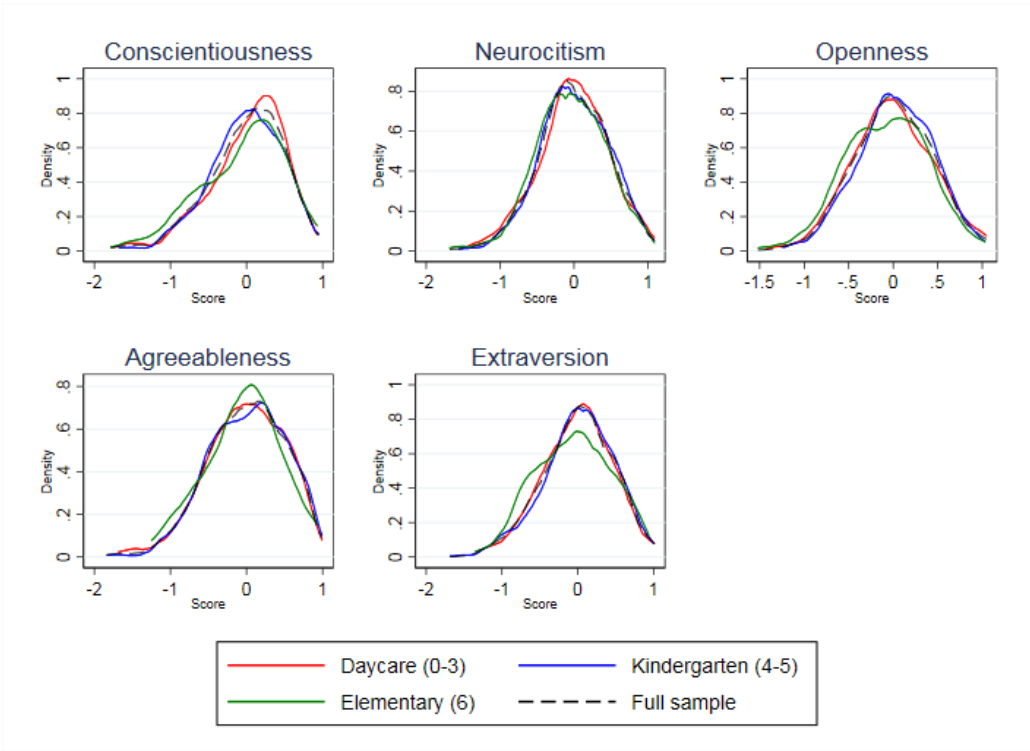 Conscientiousness Neurocitism Openness
1 .8 .6 .4 .2 0
Density
-2 -1 0 1
Score
.8 .6 .4 .2 0
Density
-2 -1 0 1
Score
1 .8 .6 .4 .2 0
Density
-1.5 -1 -.5 0 .5 1
Score
Agreeableness Extraversion
.8 .6 .4 .2 0
Density
-2 -1 0 1
Score
1 .8 .6 .4 .2 0
Density
-2 -1 0 1
Score
Daycare (0-3) Kindergarten (4-5)
Elementary (6) Full sample